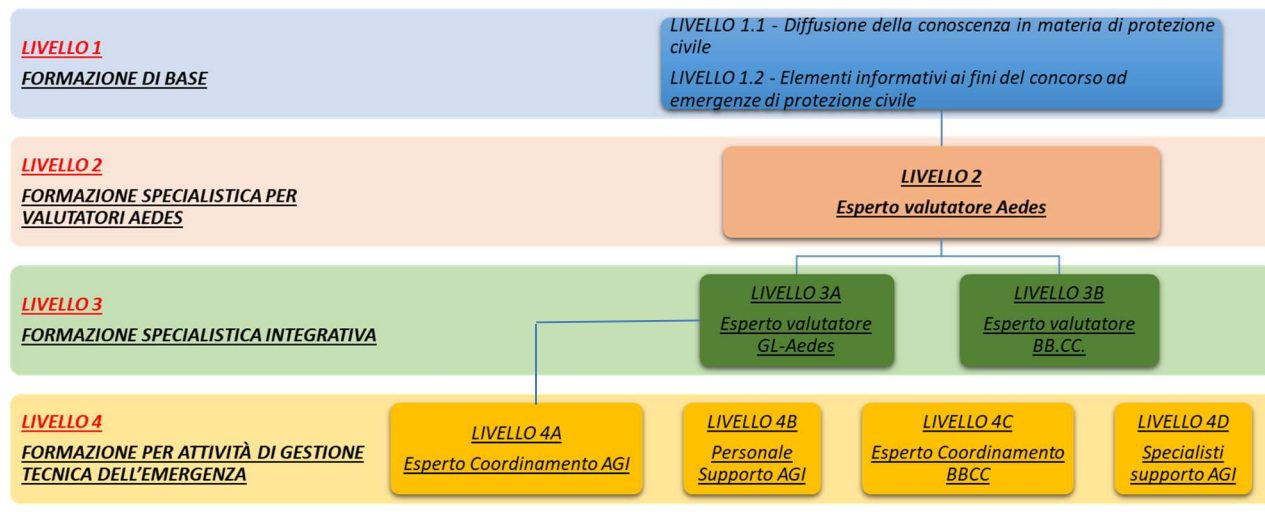 LIVELLO 1
FORMAZIONE DI BASE
LIVELLO 1.1 - Diffusione della conoscenza in materia di protezione
civile
LIVELLO 1.2 - Elementi informativi ai fini del concorso ad
emergenze di protezione civile
LIVELLO 2
FORMAZIONE SPECIALISTICA PER
VALUTATORI AEDES
LIVELLO 2
Esperto valutatore Aedes
LIVELLO 3
FORMAZIONE SPECIALISTICA INTEGRATIVA
LIVELLO 3A
Esperto valutatore
GL-Aedes
LIVELLO 3B
Esperto valutatore
BB.CC.
LIVELLO 4
FORMAZIONE PER ATTIVITÀ DI GESTIONE
TECNICA DELL'EMERGENZA
LIVELLO 4A
Esperto Coordinamento AGI
LIVELLO 4B
Personale
Supporto AGI
LIVELLO 4C
Esperto Coordinamento
BBCC
LIVELLO 4D
Specialisti
supporto AGI